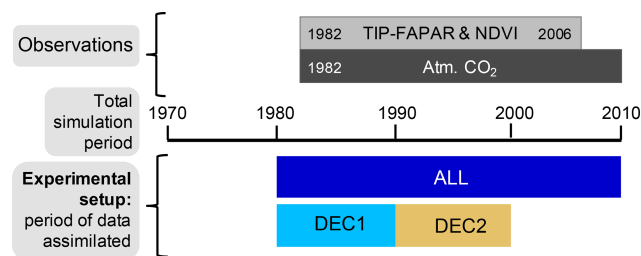 Observations
1982 TIP-FAPAR & NDVI 2006
1982 Atm. CO₂
Total
simulation
period
1970 1980 1990 2000 2010
Experimental
setup:
period of data
assimilated
ALL
DEC1 DEC2